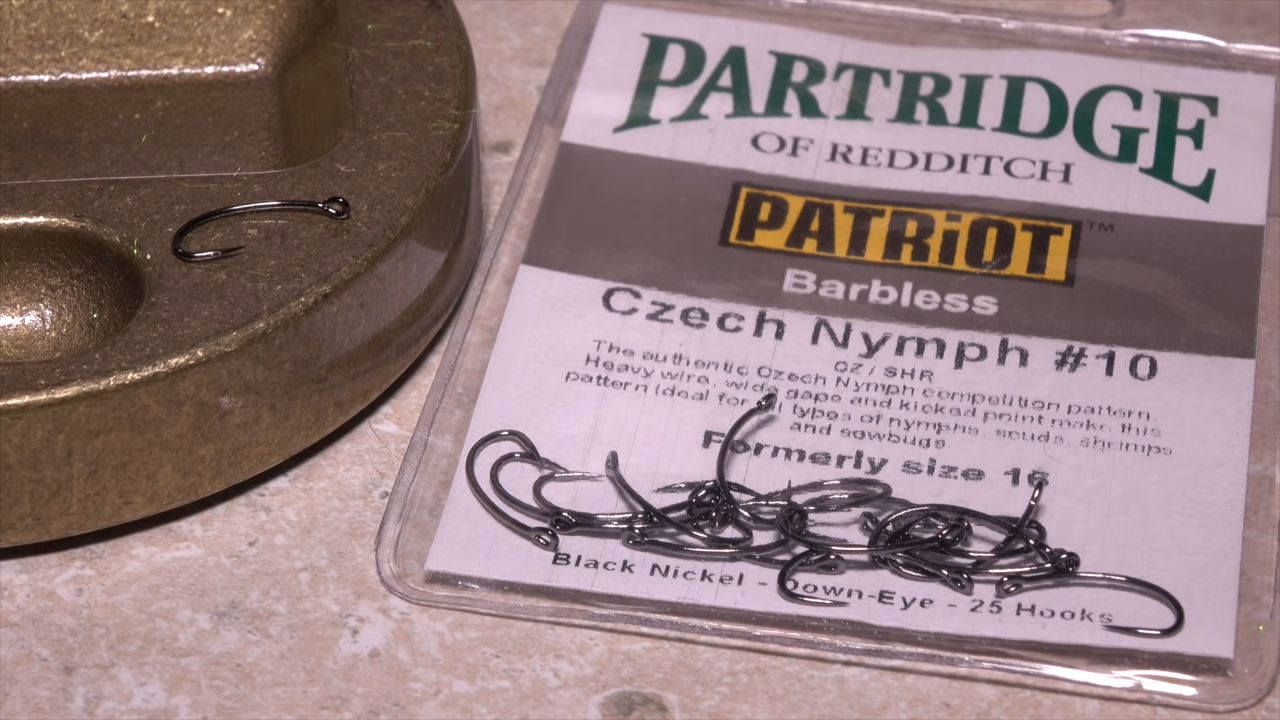 PARTRIDGE
OF REDDITCH
PATRiOT™
Barbless
Czech Nymph #10
CZ / SHR
The authentic Czech Nymph competition pattern.
Heavy wire, wide gape and kicked point make this
pattern ideal for all types of nymphs, scuds, shrimps
and sowbugs
Formerly size 16
Black Nickel - Down-Eye - 25 Hooks